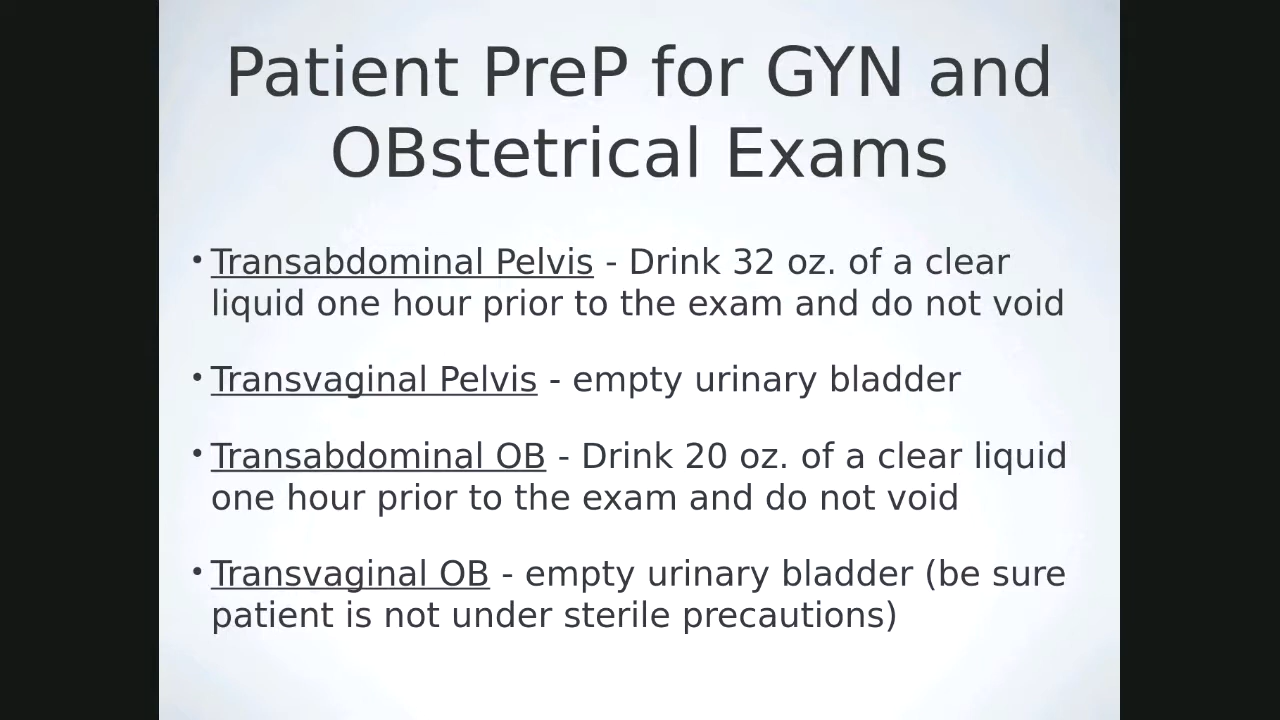 Patient PreP for GYN and
OBstetrical Exams
• Transabdominal Pelvis - Drink 32 oz. of a clear
liquid one hour prior to the exam and do not void
• Transvaginal Pelvis - empty urinary bladder
• Transabdominal OB - Drink 20 oz. of a clear liquid
one hour prior to the exam and do not void
• Transvaginal OB - empty urinary bladder (be sure
patient is not under sterile precautions)